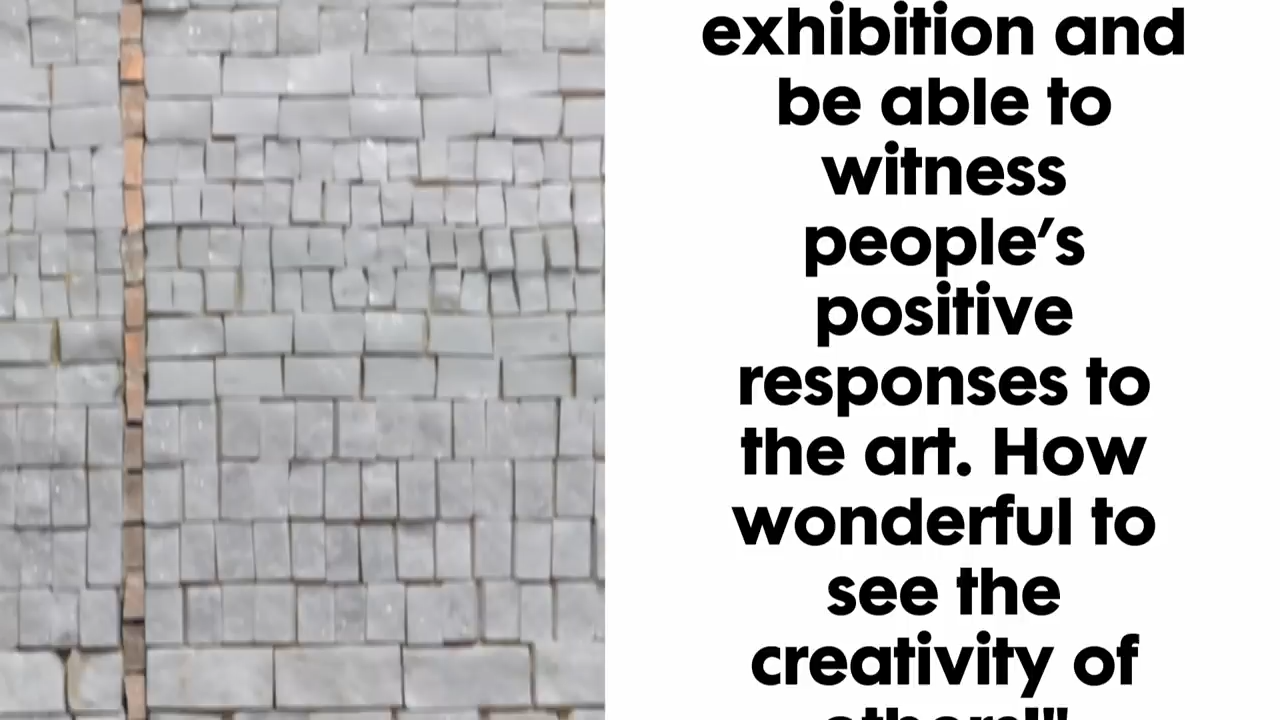 exhibition and
be able to
witness
people’s
positive
responses to
the art. How
wonderful to
see the
creativity of
others!"